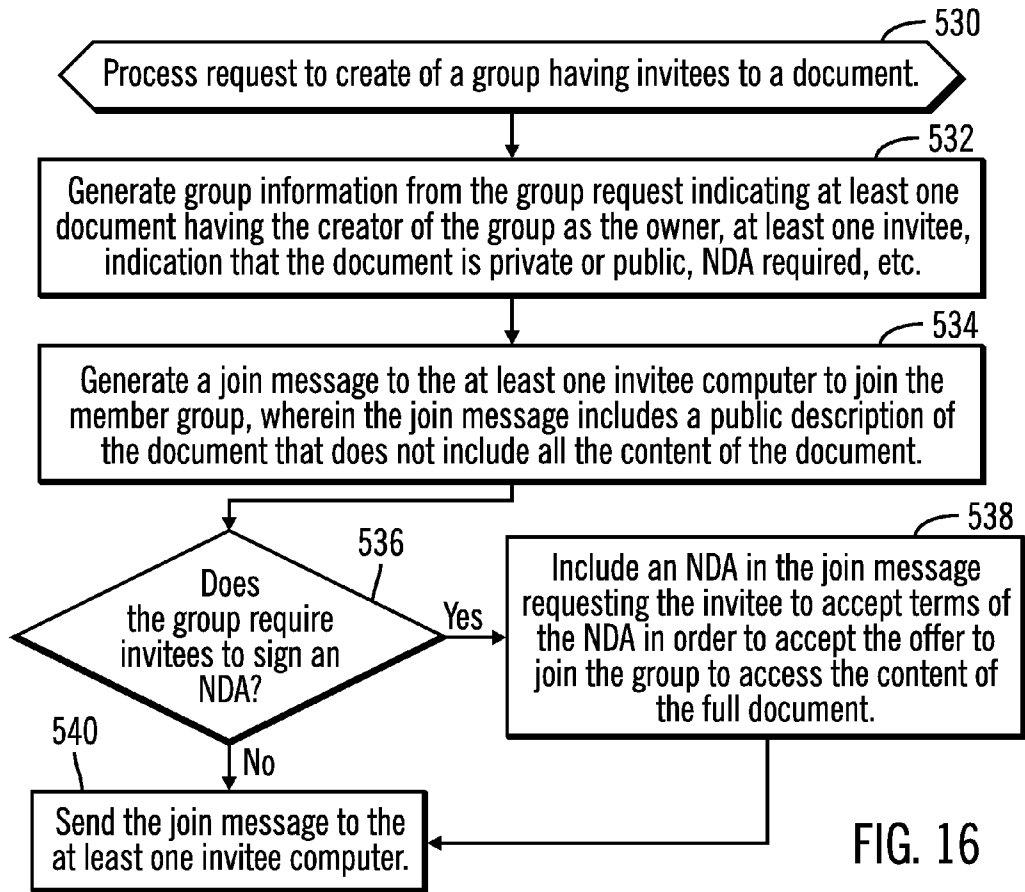 530
Process request to create of a group having invitees to a document.
532
Generate group information from the group request indicating at least one
document having the creator of the group as the owner, at least one invitee,
indication that the document is private or public, NDA required, etc.
534
Generate a join message to the at least one invitee computer to join the
member group, wherein the join message includes a public description of
the document that does not include all the content of the document.
536
Does
the group require
invitees to sign an
NDA?
Yes
538
Include an NDA in the join message
requesting the invitee to accept terms of
the NDA in order to accept the offer to
join the group to access the content of
the full document.
No
540
Send the join message to the
at least one invitee computer.
FIG. 16